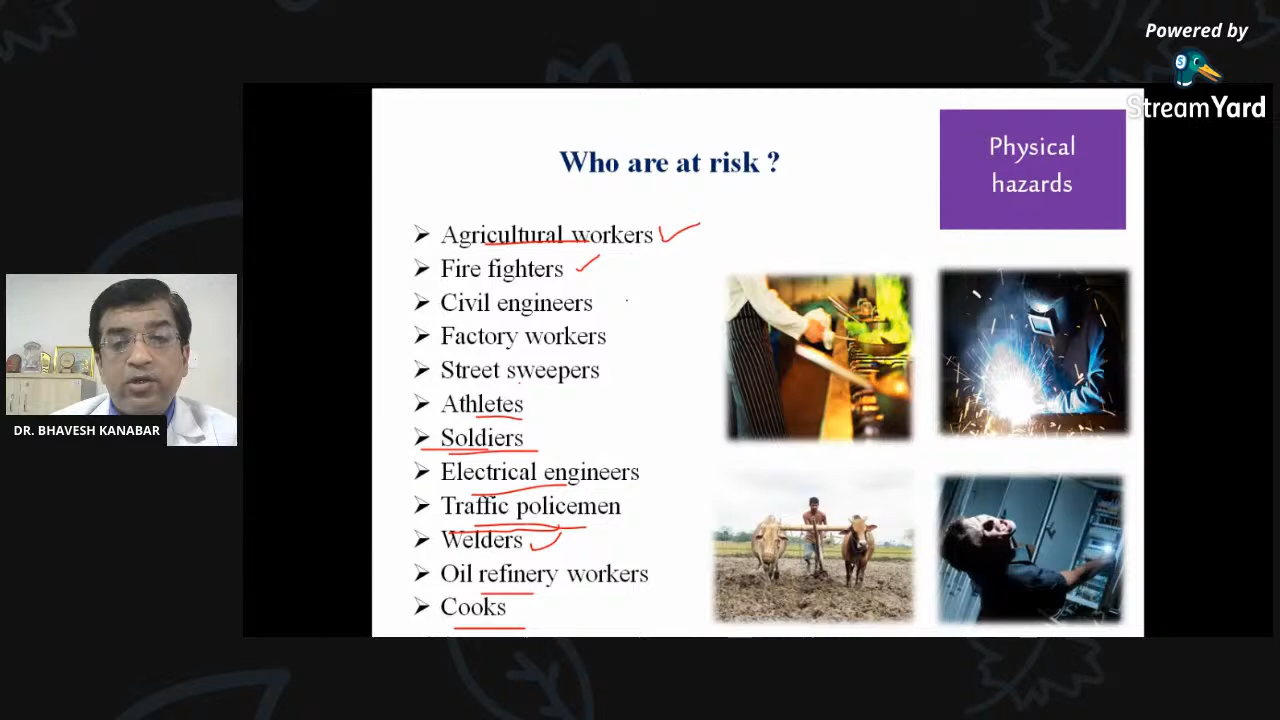 Powered by
StreamYard
Physical
hazards
Who are at risk ?
Agricultural workers
Fire fighters
Civil engineers
Factory workers
Street sweepers
Athletes
Soldiers
Electrical engineers
Traffic policemen
Welders
Oil refinery workers
Cooks
DR. BHAVESH KANABAR